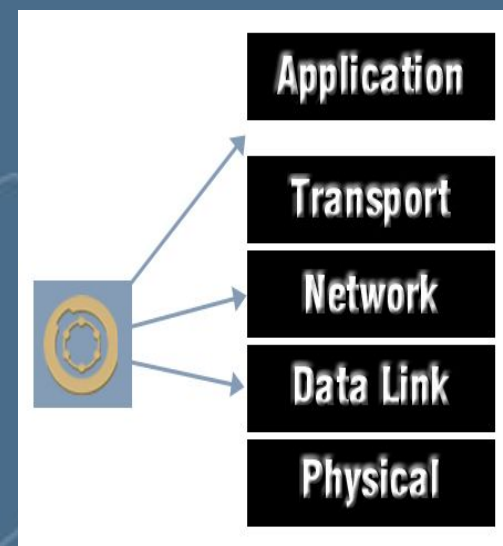 Application
Transport
Network
Data Link
Physical